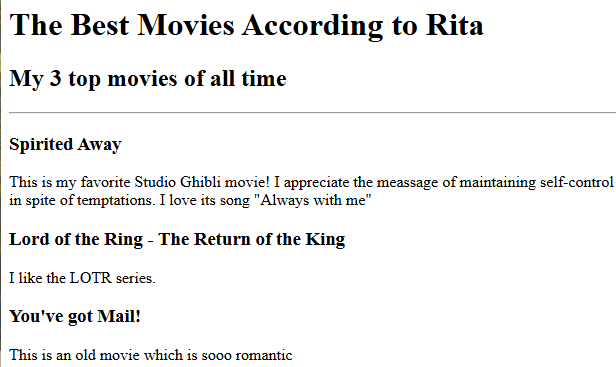 The Best Movies According to Rita
My 3 top movies of all time
Spirited Away
This is my favorite Studio Ghibli movie! I appreciate the meassage of maintaining self-control
in spite of temptations. I love its song "Always with me"
Lord of the Ring - The Return of the King
I like the LOTR series.
You've got Mail!
This is an old movie which is sooo romantic